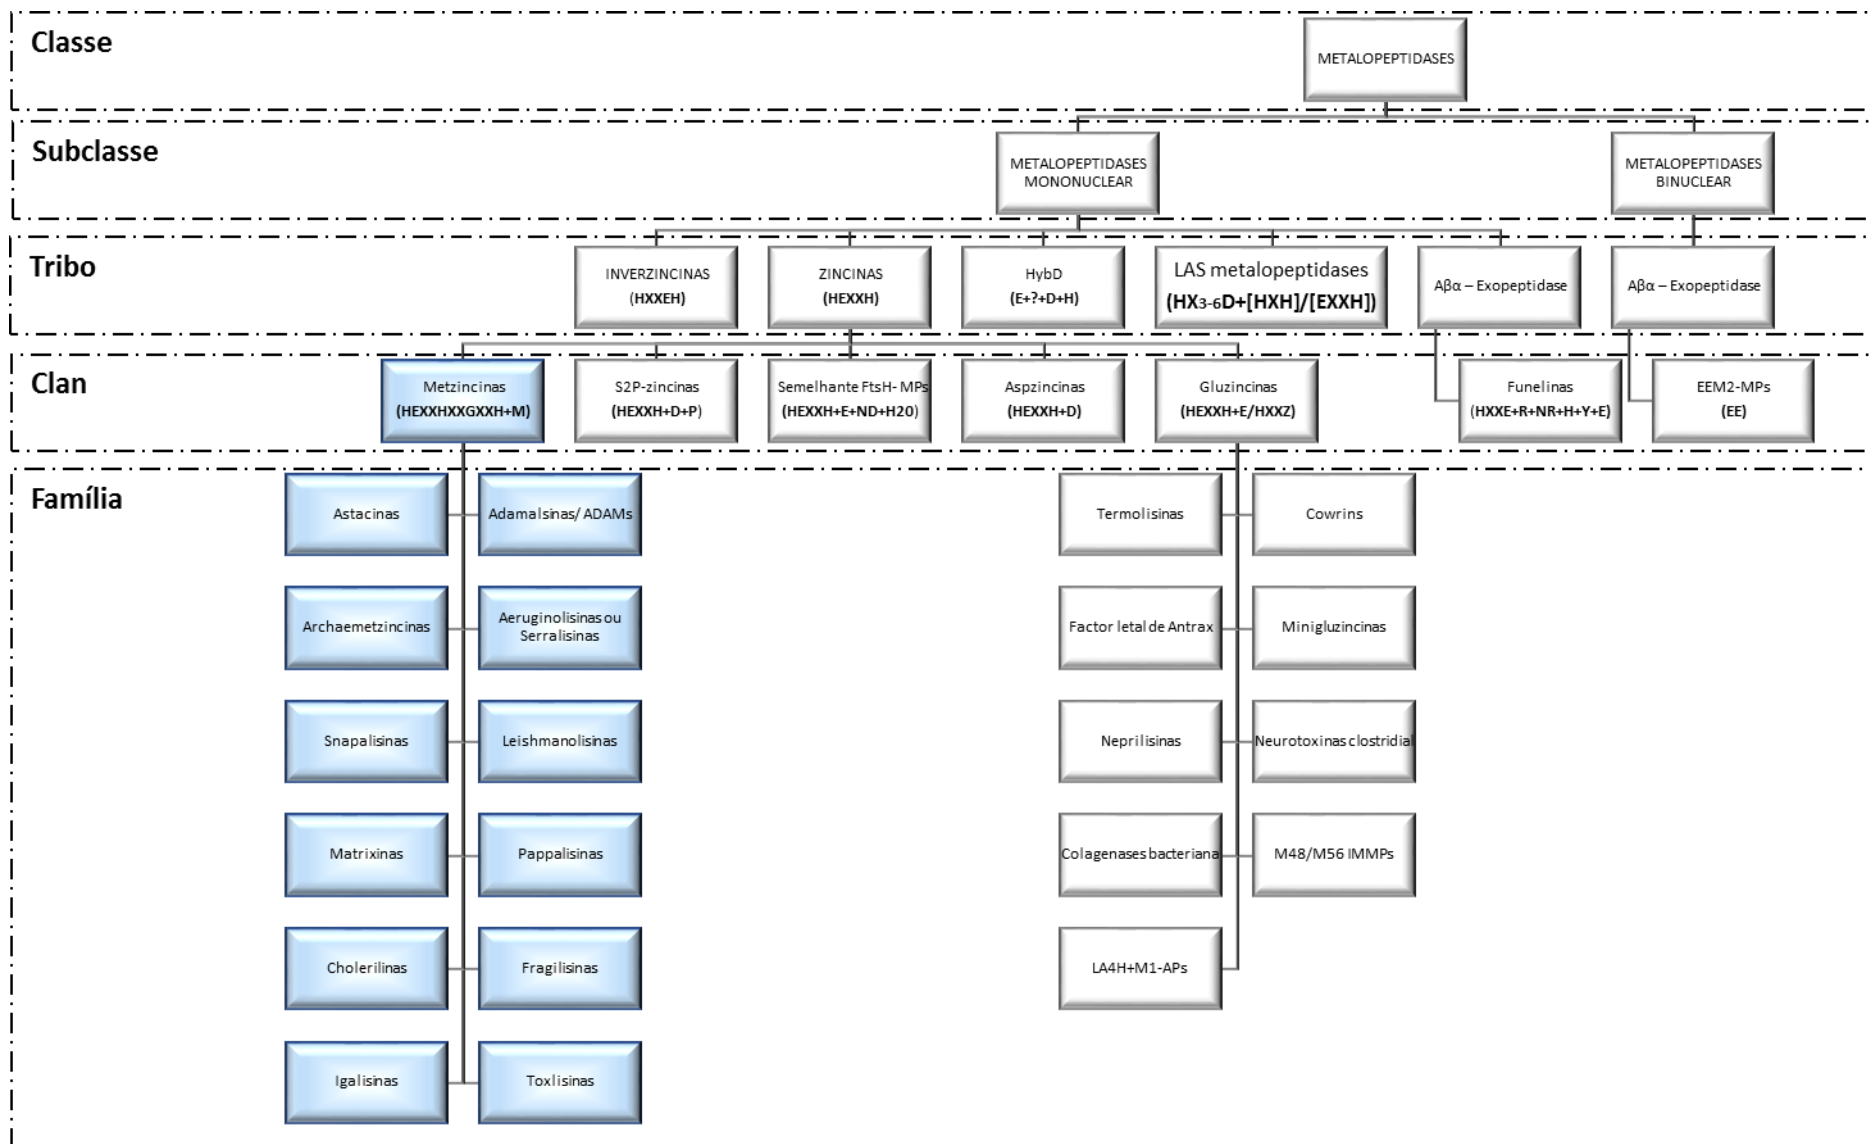 Classe
METALOPEPTIDASES
Subclasse
METALOPEPTIDASES
MONONUCLEAR
METALOPEPTIDASES
BINUCLEAR
Tribo
INVERZINCINAS
(HXXEH)
ZINCINAS
(HEXXH)
HybD
(E+?+D+H)
LAS metalopeptidases
(HX3-6D+[HXH]/[EXXH])
Aβα – Exopeptidase
Aβα – Exopeptidase
Clan
Metzincinas
(HEXXHXXGXXH+M)
S2P-zincinas
(HEXXH+D+P)
Semelhante FtsH- MPs
(HEXXH+E+ND+H20)
Aspzincinas
(HEXXH+D)
Gluzincinas
(HEXXH+E/HXXZ)
Funelinas
(HXXE+R+NR+H+Y+E)
EEM2-MPs
(EE)
Família
Astacinas
Adamalsinas/ ADAMs
Termolisinas
Cowrins
Archaemetzincinas
Aeruginolisinas ou
Serralisinas
Factor letal de Antrax
Minigluzincinas
Snapalisinas
Leishmanolisinas
Neprilisinas
Neurotoxinas clostridial
Matrixinas
Pappalisinas
Colagenases bacteriana
M48/M56 IMMPs
Cholerilinas
Fragilisinas
LA4H+M1-APs
Igalisinas
Toxlisinas